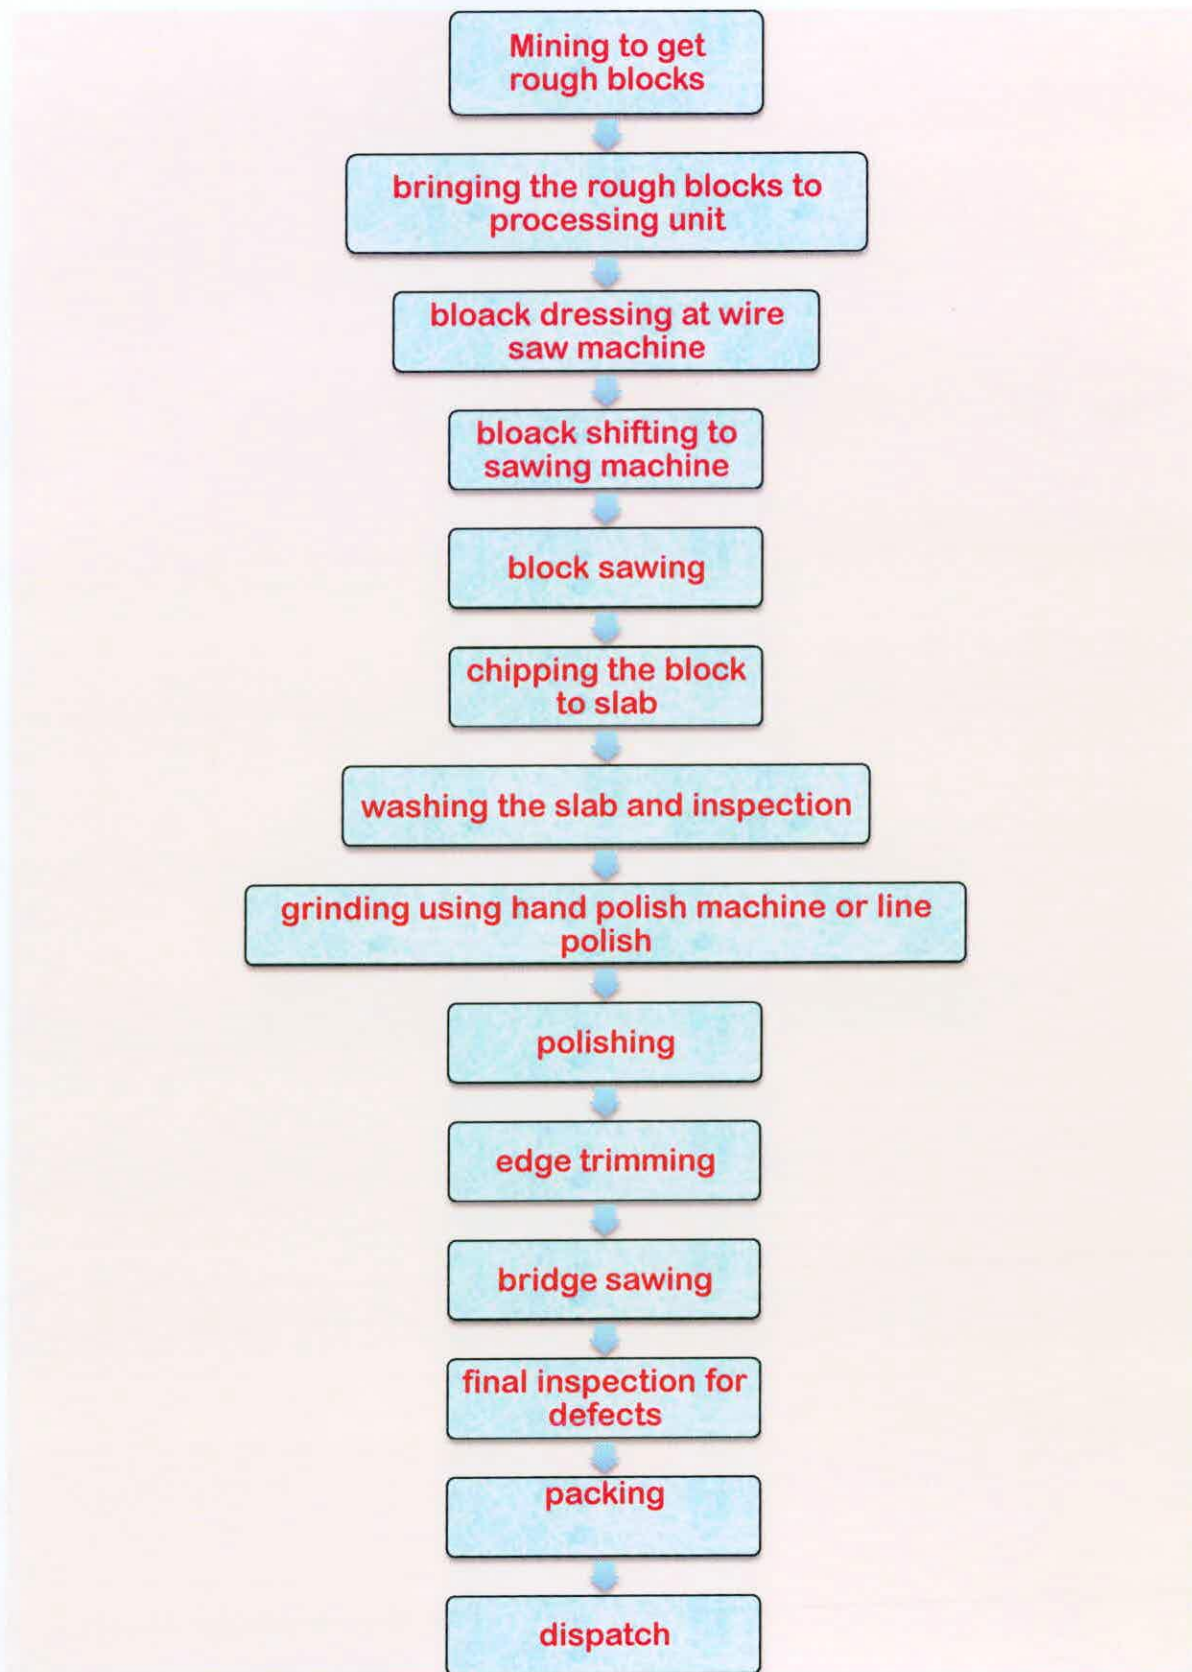 Mining to get
rough blocks
bringing the rough blocks to
processing unit
bloack dressing at wire
saw machine
bloack shifting to
sawing machine
block sawing
chipping the block
to slab
washing the slab and inspection
grinding using hand polish machine or line
polish
polishing
edge trimming
bridge sawing
final inspection for
defects
packing
dispatch